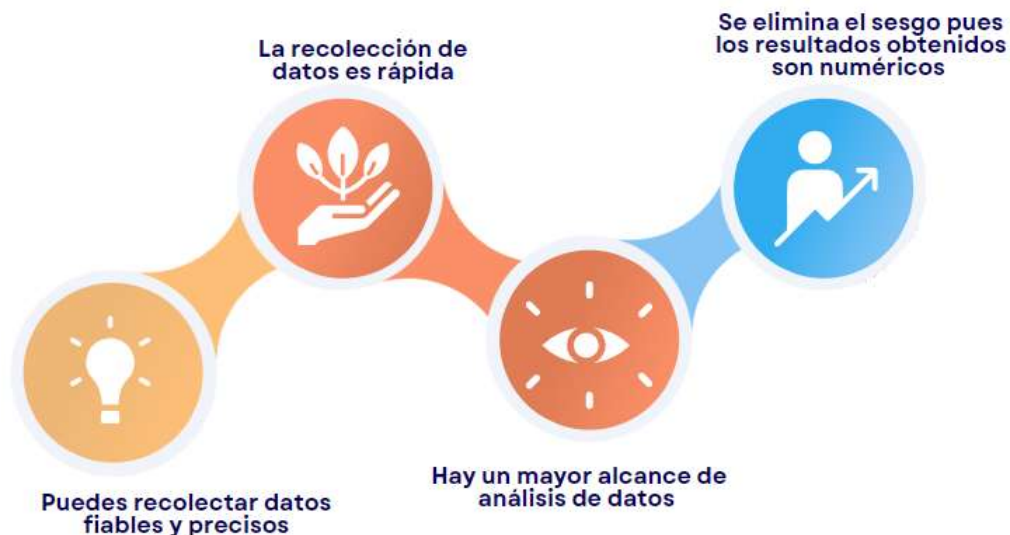 La recolección de
datos es rápida
Se elimina el sesgo pues
los resultados obtenidos
son numéricos
Puedes recolectar datos
fiables y precisos
Hay un mayor alcance de
análisis de datos